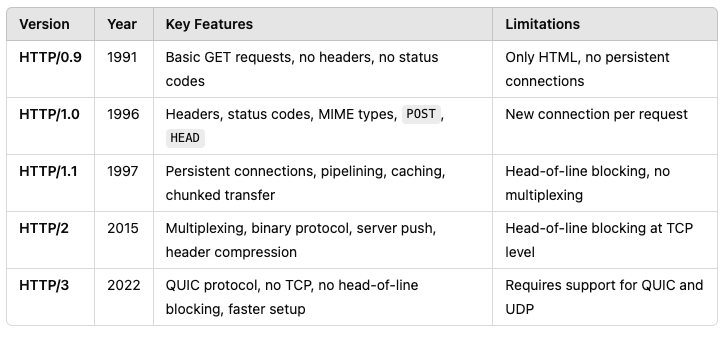 Version Year Key Features Limitations
HTTP/0.9 1991 Basic GET requests, no headers, no status Only HTML, no persistent
codes connections
HTTP/1.0 1996 Headers, status codes, MIME types, POST, New connection per request
HEAD
HTTP/1.1 1997 Persistent connections, pipelining, caching, Head-of-line blocking, no
chunked transfer multiplexing
HTTP/2 2015 Multiplexing, binary protocol, server push, Head-of-line blocking at TCP
header compression level
HTTP/3 2022 QUIC protocol, no TCP, no head-of-line Requires support for QUIC and
blocking, faster setup UDP